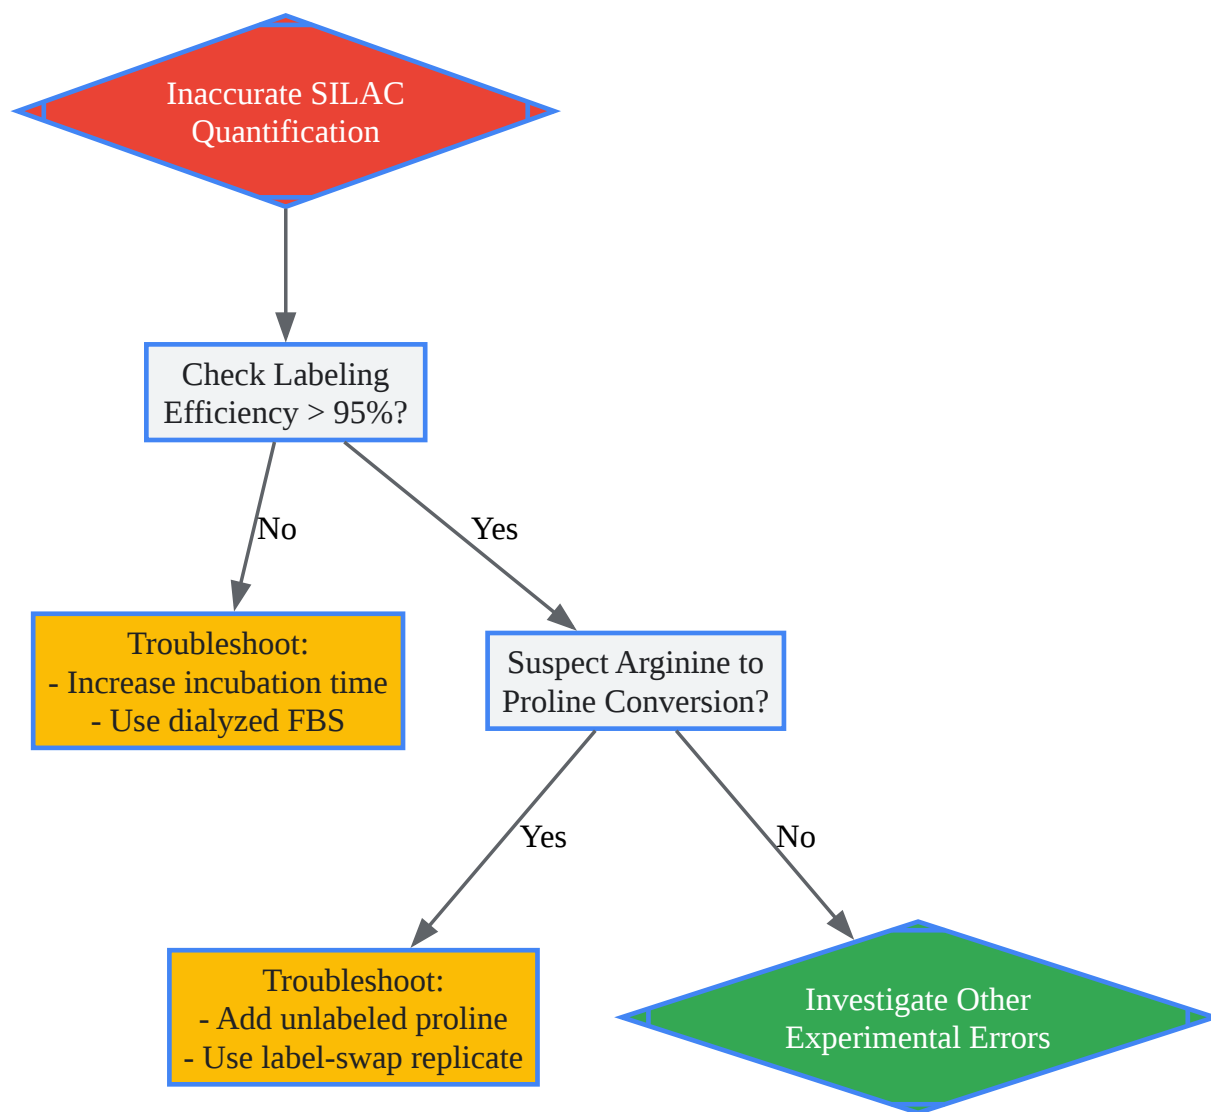 Inaccurate SILAC
Quantification
Check Labeling
Efficiency > 95%?
No
Yes
Troubleshoot:
- Increase incubation time
- Use dialyzed FBS
Suspect Arginine to
Proline Conversion?
Yes
No
Troubleshoot:
- Add unlabeled proline
- Use label-swap replicate
Investigate Other
Experimental Errors